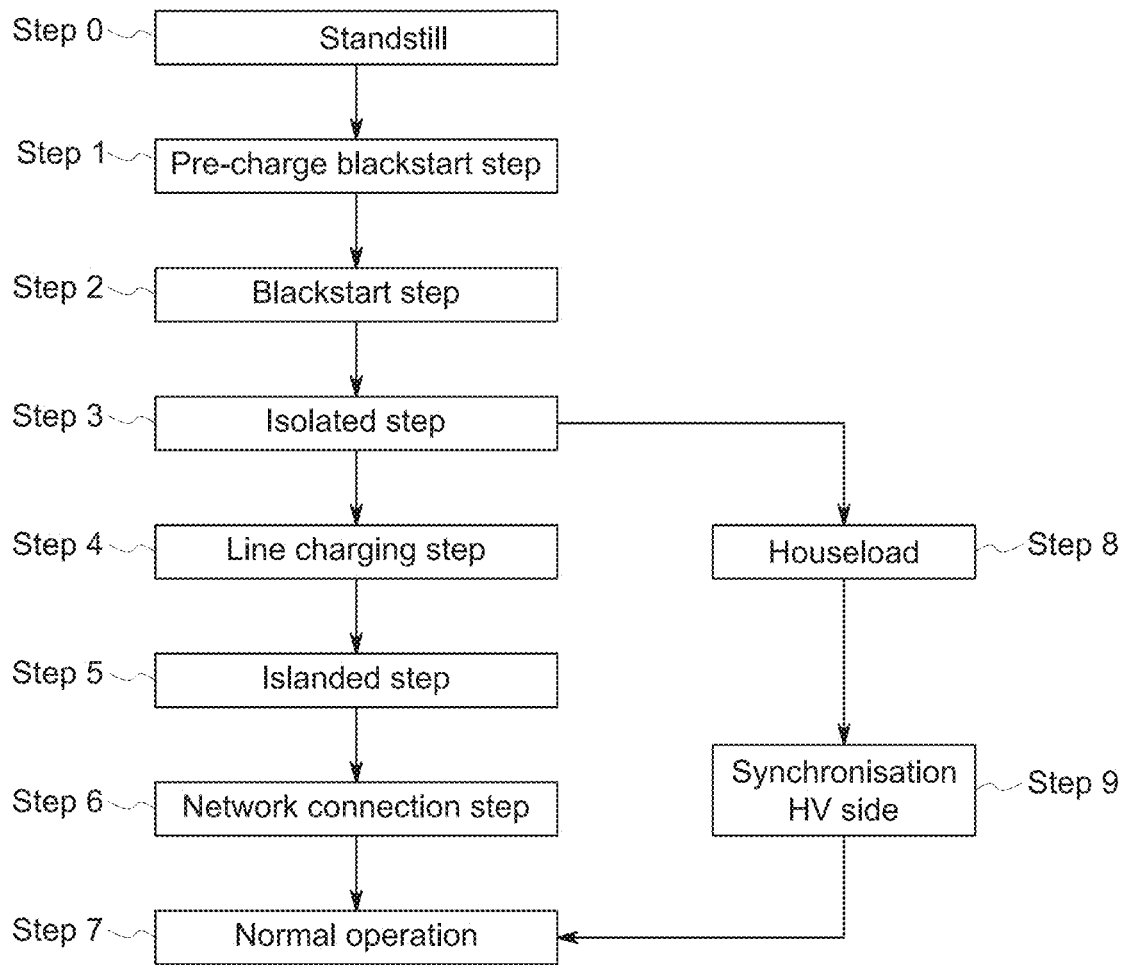 Step 0
Standstill
Step 1
Pre-charge blackstart step
Step 2
Blackstart step
Step 3
Isolated step
Step 4
Line charging step
Houseload
Step 8
Step 5
Islanded step
Step 6
Network connection step
Synchronisation
HV side
Step 9
Step 7
Normal operation